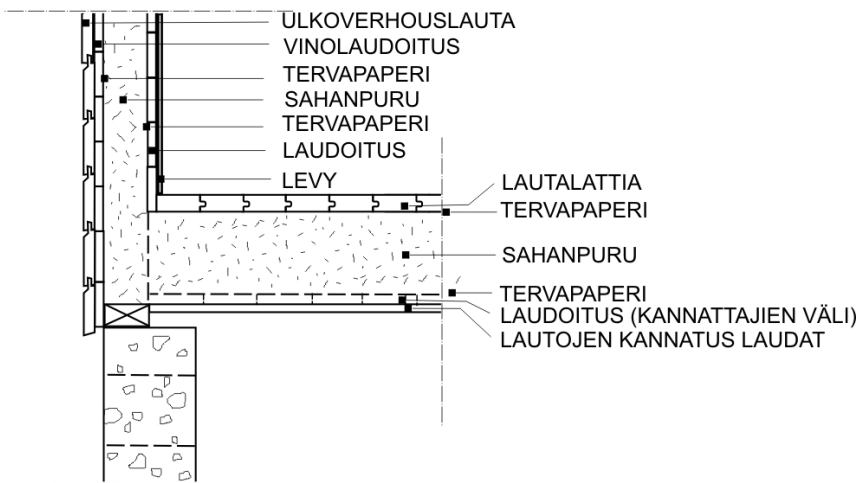 ULKOVERHOUSLAUTA
VINOLAUDOITUS
TERVAPAPERI
SAHANPURU
TERVAPAPERI
LAUDOITUS
LEVY
LAUTALATTIA
TERVAPAPERI
SAHANPURU
TERVAPAPERI
LAUDOITUS (KANNATTAJIEN VÄLI)
LAUTOJEN KANNATUS LAUDAT